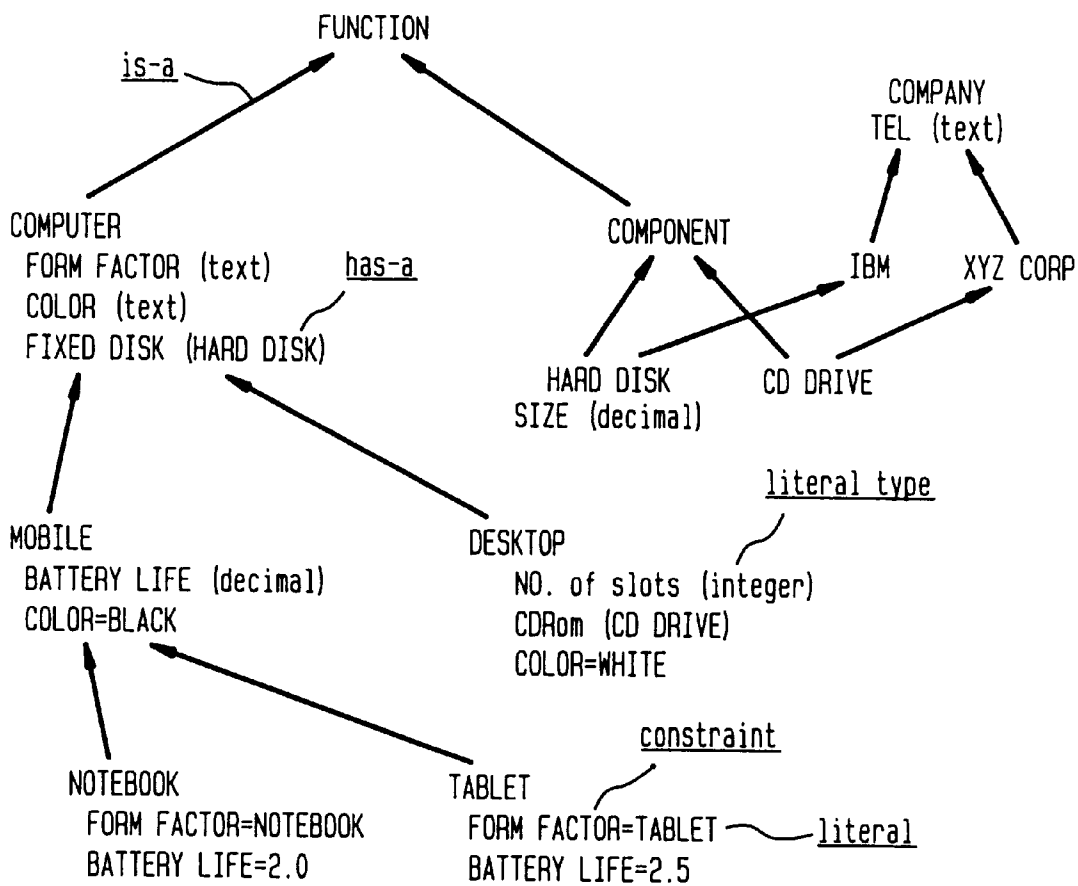 FUNCTION
is-a
COMPANY
TEL (text)
COMPUTER
FORM FACTOR (text)
COLOR (text)
FIXED DISK (HARD DISK)
has-a
COMPONENT
IBM
XYZ CORP
HARD DISK
SIZE (decimal)
CD DRIVE
literal type
MOBILE
BATTERY LIFE (decimal)
COLOR=BLACK
DESKTOP
NO. of slots (integer)
CDRom (CD DRIVE)
COLOR=WHITE
constraint
NOTEBOOK
FORM FACTOR=NOTEBOOK
BATTERY LIFE=2.0
TABLET
FORM FACTOR=TABLET
literal
BATTERY LIFE=2.5